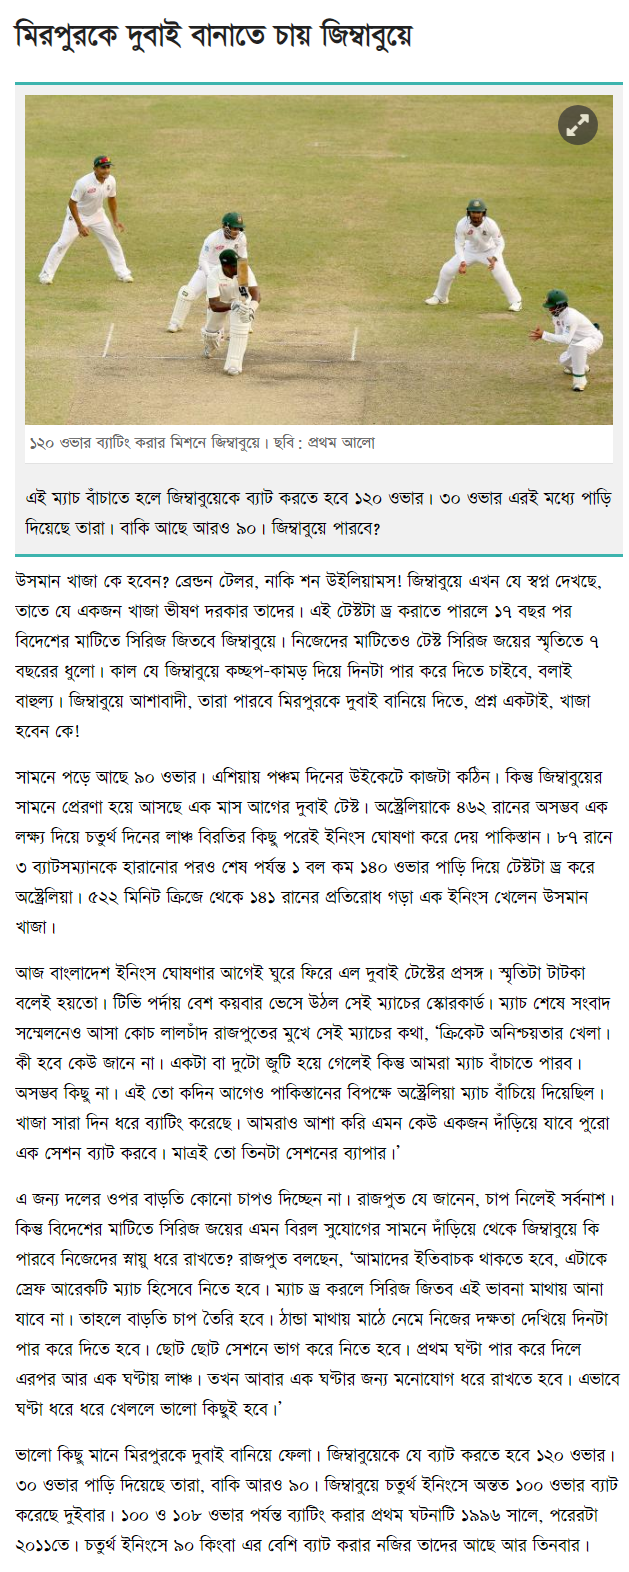 মিরপুরকে দুবাই বানাতে চায় জিম্বাবুয়ে
১২০ ওভার ব্যাটিং করার মিশনে জিম্বাবুয়ে। ছবি : প্রথম আলো
এই ম্যাচ বাঁচাতে হলে জিম্বাবুয়েকে ব্যাট করতে হবে ১২০ ওভার। ৩০ ওভার এরই মধ্যে পাড়ি
দিয়েছে তারা। বাকি আছে আরও ৯০। জিম্বাবুয়ে পারবে?
উসমান খাজা কে হবেন? ব্রেন্ডন টেলর, নাকি শন উইলিয়ামস! জিম্বাবুয়ে এখন যে স্বপ্ন দেখছে,
তাতে যে একজন খাজা ভীষণ দরকার তাদের। এই টেস্টটা ড্র করাতে পারলে ১৭ বছর পর
বিদেশের মাটিতে সিরিজ জিতবে জিম্বাবুয়ে। নিজেদের মাটিতেও টেস্ট সিরিজ জয়ের স্মৃতিতে ৭
বছরের ধুলো। কাল যে জিম্বাবুয়ে কচ্ছপ-কামড় দিয়ে দিনটা পার করে দিতে চাইবে, বলাই
বাহুল্য। জিম্বাবুয়ে আশাবাদী, তারা পারবে মিরপুরকে দুবাই বানিয়ে দিতে, প্রশ্ন একটাই, খাজা
হবেন কে!
সামনে পড়ে আছে ৯০ ওভার। এশিয়ায় পঞ্চম দিনের উইকেটে কাজটা কঠিন। কিন্তু জিম্বাবুয়ের
সামনে প্রেরণা হয়ে আসছে এক মাস আগের দুবাই টেস্ট। অস্ট্রেলিয়াকে ৪৬২ রানের অসম্ভব এক
লক্ষ্য দিয়ে চতুর্থ দিনের লাঞ্চ বিরতির কিছু পরেই ইনিংস ঘোষণা করে দেয় পাকিস্তান। ৮৭ রানে
৩ ব্যাটসম্যানকে হারানোর পরও শেষ পর্যন্ত ১ বল কম ১৪০ ওভার পাড়ি দিয়ে টেস্টটা ড্র করে
অস্ট্রেলিয়া। ৫২২ মিনিট ক্রিজে থেকে ১৪১ রানের প্রতিরোধ গড়া এক ইনিংস খেলেন উসমান
খাজা।
আজ বাংলাদেশ ইনিংস ঘোষণার আগেই ঘুরে ফিরে এল দুবাই টেস্টের প্রসঙ্গ। স্মৃতিটা টাটকা
বলেই হয়তো। টিভি পর্দায় বেশ কয়বার ভেসে উঠল সেই ম্যাচের স্কোরকার্ড। ম্যাচ শেষে সংবাদ
সম্মেলনেও আসা কোচ লালচাঁদ রাজপুতের মুখে সেই ম্যাচের কথা, ‘ক্রিকেট অনিশ্চয়তার খেলা।
কী হবে কেউ জানে না। একটা বা দুটো জুটি হয়ে গেলেই কিন্তু আমরা ম্যাচ বাঁচাতে পারব।
অসম্ভব কিছু না। এই তো কদিন আগেও পাকিস্তানের বিপক্ষে অস্ট্রেলিয়া ম্যাচ বাঁচিয়ে দিয়েছিল।
খাজা সারা দিন ধরে ব্যাটিং করেছে। আমরাও আশা করি এমন কেউ একজন দাঁড়িয়ে যাবে পুরো
এক সেশন ব্যাট করবে। মাত্রই তো তিনটা সেশনের ব্যাপার।’
এ জন্য দলের ওপর বাড়তি কোনো চাপও দিচ্ছেন না। রাজপুত যে জানেন, চাপ নিলেই সর্বনাশ।
কিন্তু বিদেশের মাটিতে সিরিজ জয়ের এমন বিরল সুযোগের সামনে দাঁড়িয়ে থেকে জিম্বাবুয়ে কি
পারবে নিজেদের স্নায়ু ধরে রাখতে? রাজপুত বলছেন, ‘আমাদের ইতিবাচক থাকতে হবে, এটাকে
স্রেফ আরেকটি ম্যাচ হিসেবে নিতে হবে। ম্যাচ ড্র করলে সিরিজ জিতব এই ভাবনা মাথায় আনা
যাবে না। তাহলে বাড়তি চাপ তৈরি হবে। ঠান্ডা মাথায় মাঠে নেমে নিজের দক্ষতা দেখিয়ে দিনটা
পার করে দিতে হবে। ছোট ছোট সেশনে ভাগ করে নিতে হবে। প্রথম ঘণ্টা পার করে দিলে
এরপর আর এক ঘণ্টায় লাঞ্চ। তখন আবার এক ঘণ্টার জন্য মনোযোগ ধরে রাখতে হবে। এভাবে
ঘণ্টা ধরে ধরে খেললে ভালো কিছুই হবে।’
ভালো কিছু মানে মিরপুরকে দুবাই বানিয়ে ফেলা। জিম্বাবুয়েকে যে ব্যাট করতে হবে ১২০ ওভার।
৩০ ওভার পাড়ি দিয়েছে তারা, বাকি আরও ৯০। জিম্বাবুয়ে চতুর্থ ইনিংসে অন্তত ১০০ ওভার ব্যাট
করেছে দুইবার। ১০০ ও ১০৮ ওভার পর্যন্ত ব্যাটিং করার প্রথম ঘটনাটি ১৯৯৬ সালে, পরেরটা
২০১১তে। চতুর্থ ইনিংসে ৯০ কিংবা এর বেশি ব্যাট করার নজির তাদের আছে আর তিনবার।